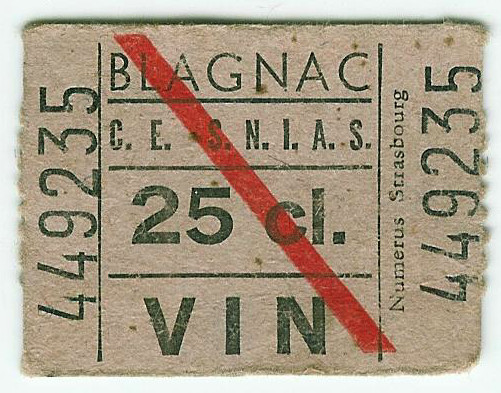 449235
BLAGNAC
C. E. - S. N. I. A. S.
25 cl.
VIN
Numerus Strasbourg
449235